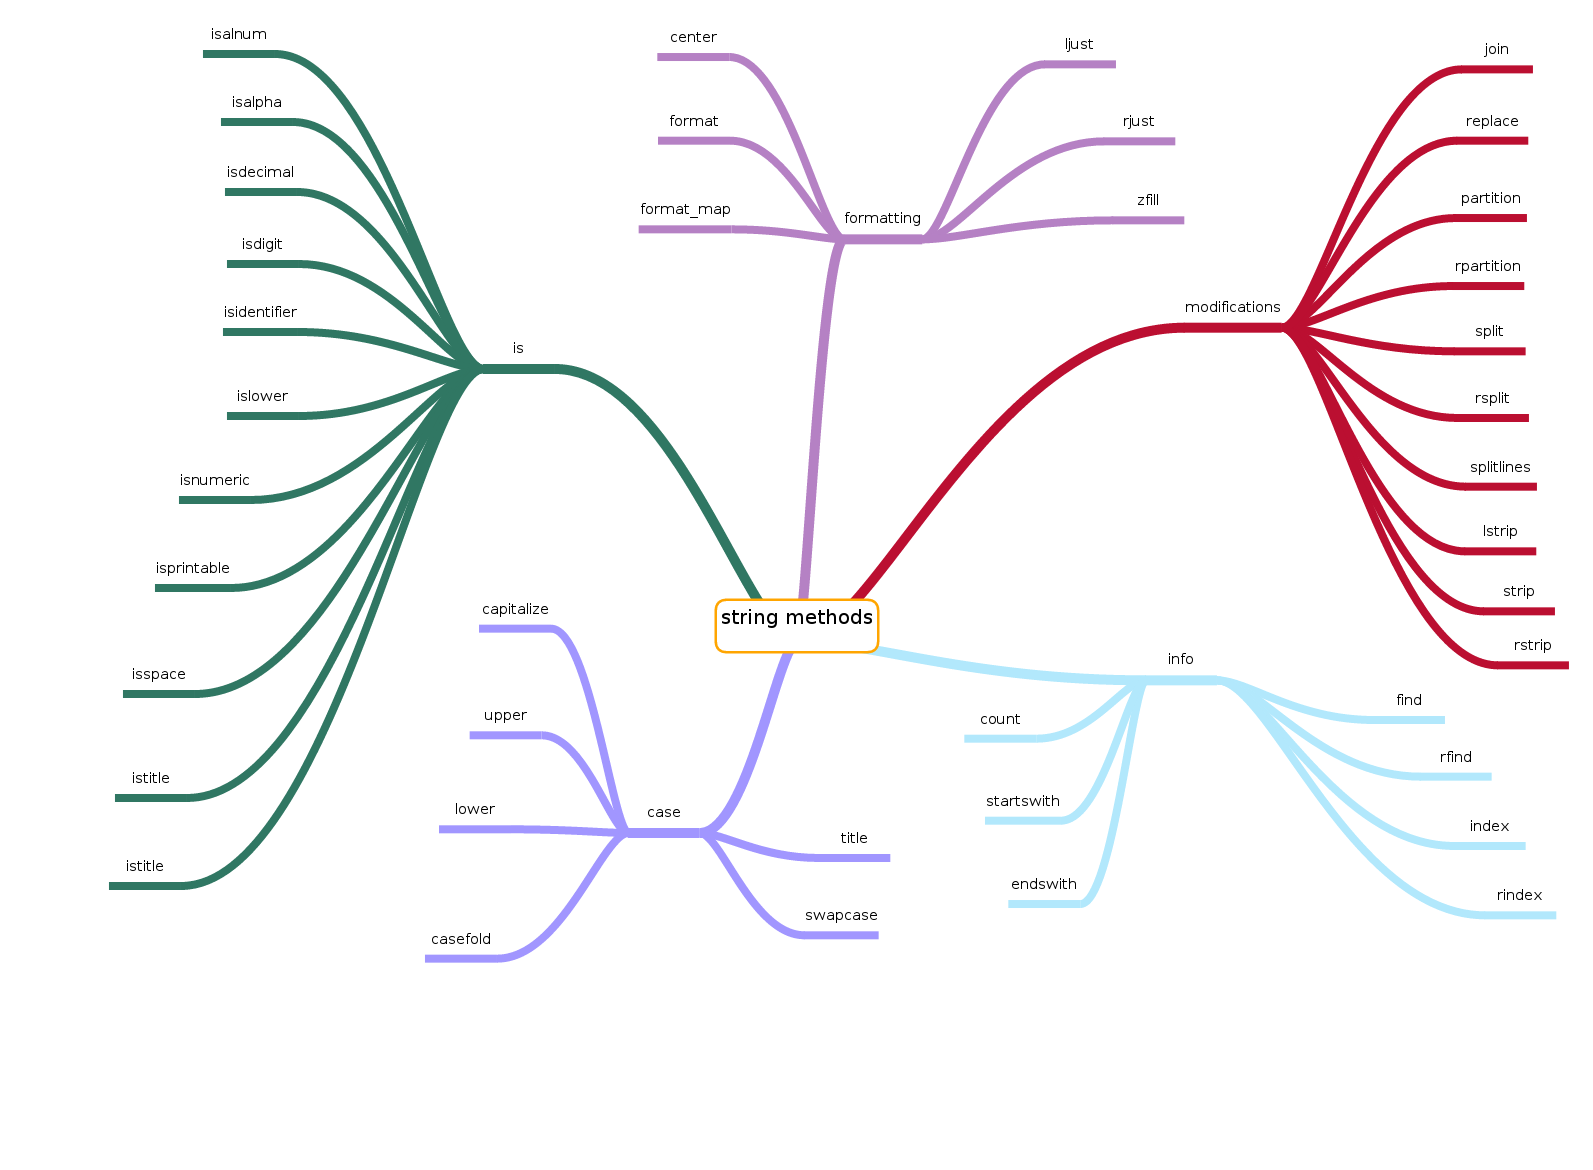 string methods
is
isalnum
isalpha
isdecimal
isdigit
isidentifier
islower
isnumeric
isprintable
isspace
istitle
istitle
formatting
center
format
format_map
ljust
rjust
zfill
modifications
join
replace
partition
rpartition
split
rsplit
splitlines
lstrip
strip
rstrip
case
capitalize
upper
lower
casefold
title
swapcase
info
count
startswith
endswith
find
rfind
index
rindex